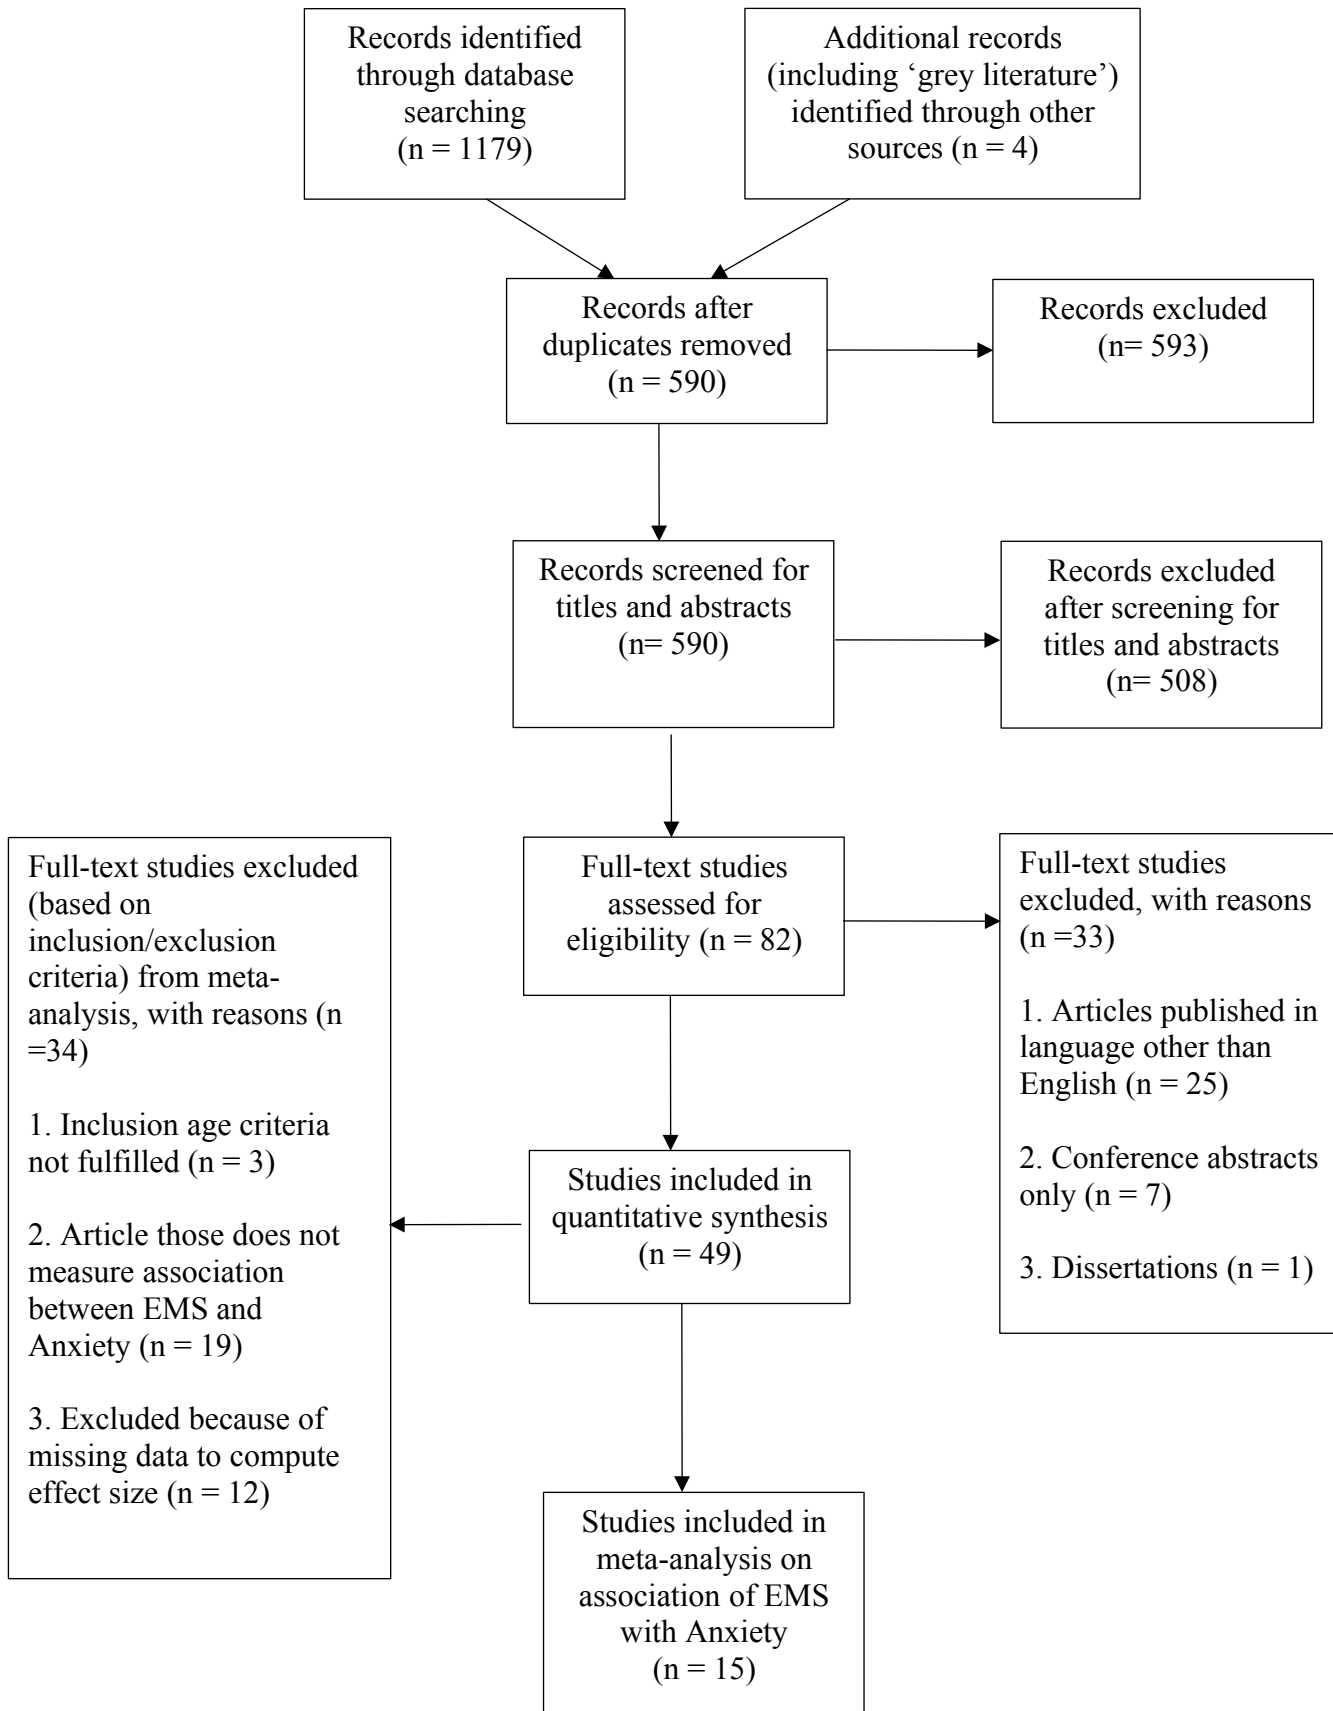 Records identified
through database
searching
(n = 1179)
Additional records
(including ‘grey literature’)
identified through other
sources (n = 4)
Records after
duplicates removed
(n = 590)
Records excluded
(n= 593)
Records screened for
titles and abstracts
(n= 590)
Records excluded
after screening for
titles and abstracts
(n= 508)
Full-text studies
assessed for
eligibility (n = 82)
Full-text studies
excluded, with reasons
(n =33)
1. Articles published in
language other than
English (n = 25)
2. Conference abstracts
only (n = 7)
3. Dissertations (n = 1)
Full-text studies excluded
(based on
inclusion/exclusion
criteria) from meta-
analysis, with reasons (n
=34)
1. Inclusion age criteria
not fulfilled (n = 3)
2. Article those does not
measure association
between EMS and
Anxiety (n = 19)
3. Excluded because of
missing data to compute
effect size (n = 12)
Studies included in
quantitative synthesis
(n = 49)
Studies included in
meta-analysis on
association of EMS
with Anxiety
(n = 15)